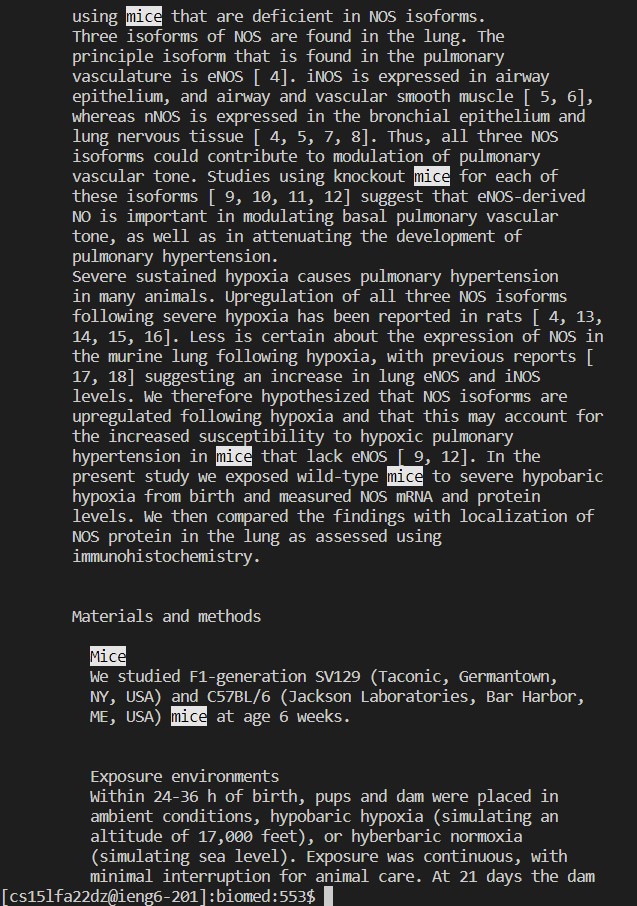 using mice that are deficient in NOS isoforms.
Three isoforms of NOS are found in the lung. The
principle isoform that is found in the pulmonary
vasculature is eNOS [ 4]. iNOS is expressed in airway
epithelium, and airway and vascular smooth muscle [ 5, 6],
whereas nNOS is expressed in the bronchial epithelium and
lung nervous tissue [ 4, 5, 7, 8]. Thus, all three NOS
isoforms could contribute to modulation of pulmonary
vascular tone. Studies using knockout mice for each of
these isoforms [ 9, 10, 11, 12] suggest that eNOS-derived
NO is important in modulating basal pulmonary vascular
tone, as well as in attenuating the development of
pulmonary hypertension.
Severe sustained hypoxia causes pulmonary hypertension
in many animals. Upregulation of all three NOS isoforms
following severe hypoxia has been reported in rats [ 4, 13,
14, 15, 16]. Less is certain about the expression of NOS in
the murine lung following hypoxia, with previous reports [
17, 18] suggesting an increase in lung eNOS and iNOS
levels. We therefore hypothesized that NOS isoforms are
upregulated following hypoxia and that this may account for
the increased susceptibility to hypoxic pulmonary
hypertension in mice that lack eNOS [ 9, 12]. In the
present study we exposed wild-type mice to severe hypobaric
hypoxia from birth and measured NOS mRNA and protein
levels. We then compared the findings with localization of
NOS protein in the lung as assessed using
immunohistochemistry.
Materials and methods
Mice
We studied F1-generation SV129 (Taconic, Germantown,
NY, USA) and C57BL/6 (Jackson Laboratories, Bar Harbor,
ME, USA) mice at age 6 weeks.
Exposure environments
Within 24-36 h of birth, pups and dam were placed in
ambient conditions, hypobaric hypoxia (simulating an
altitude of 17,000 feet), or hyberbaric normoxia
(simulating sea level). Exposure was continuous, with
minimal interruption for animal care. At 21 days the dam
[cs15lfa22dz@ieng6-201]:biomed:553$